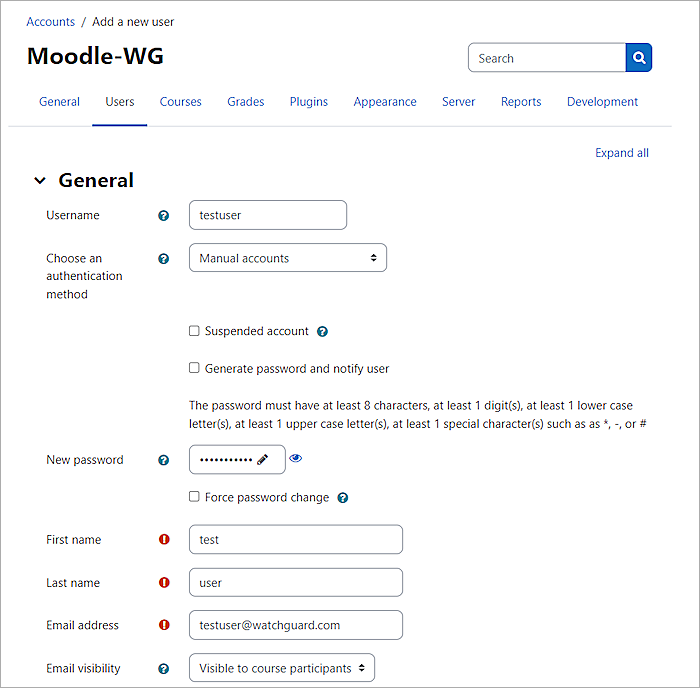 Accounts / Add a new user
Moodle-WG
Search
General Users Courses Grades Plugins Appearance Server Reports Development
Expand all
General
Username testuser
Choose an authentication method Manual accounts
Suspended account
Generate password and notify user
The password must have at least 8 characters, at least 1 digit(s), at least 1 lower case
letter(s), at least 1 upper case letter(s), at least 1 special character(s) such as as *, -, or #
New password •••••••••••
Force password change
First name test
Last name user
Email address testuser@watchguard.com
Email visibility Visible to course participants